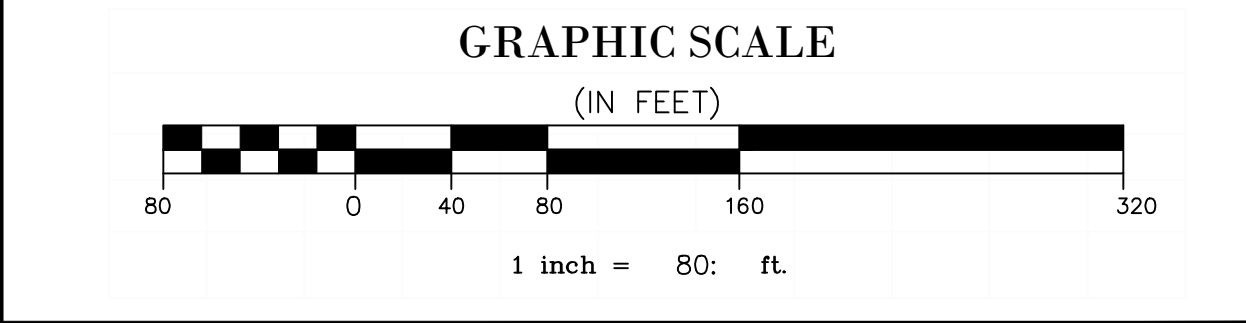 GRAPHIC SCALE
(IN FEET)
80 0 40 80 160 320
1 inch = 80: ft.